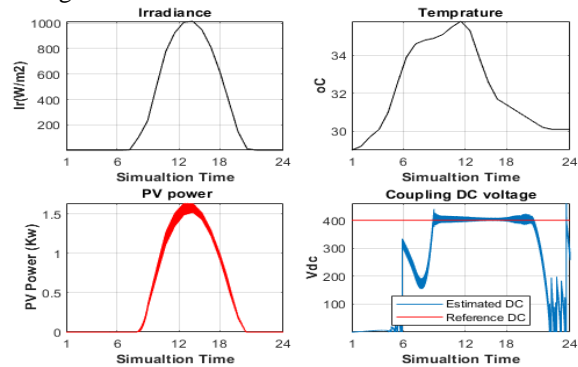 Irradiance
Ir(W/m2)
1000
800
600
400
200
1 6 12 18 24
Simualtion Time
Temprature
oC
35
33
30
1 6 12 18 24
Simualtion Time
PV power
PV Power (Kw)
1.5
1
0.5
0
1 6 12 18 24
Simualtion Time
Coupling DC voltage
Vdc
400
300
200
100
Estimated DC
Reference DC
1 6 12 18 24
Simualtion Time